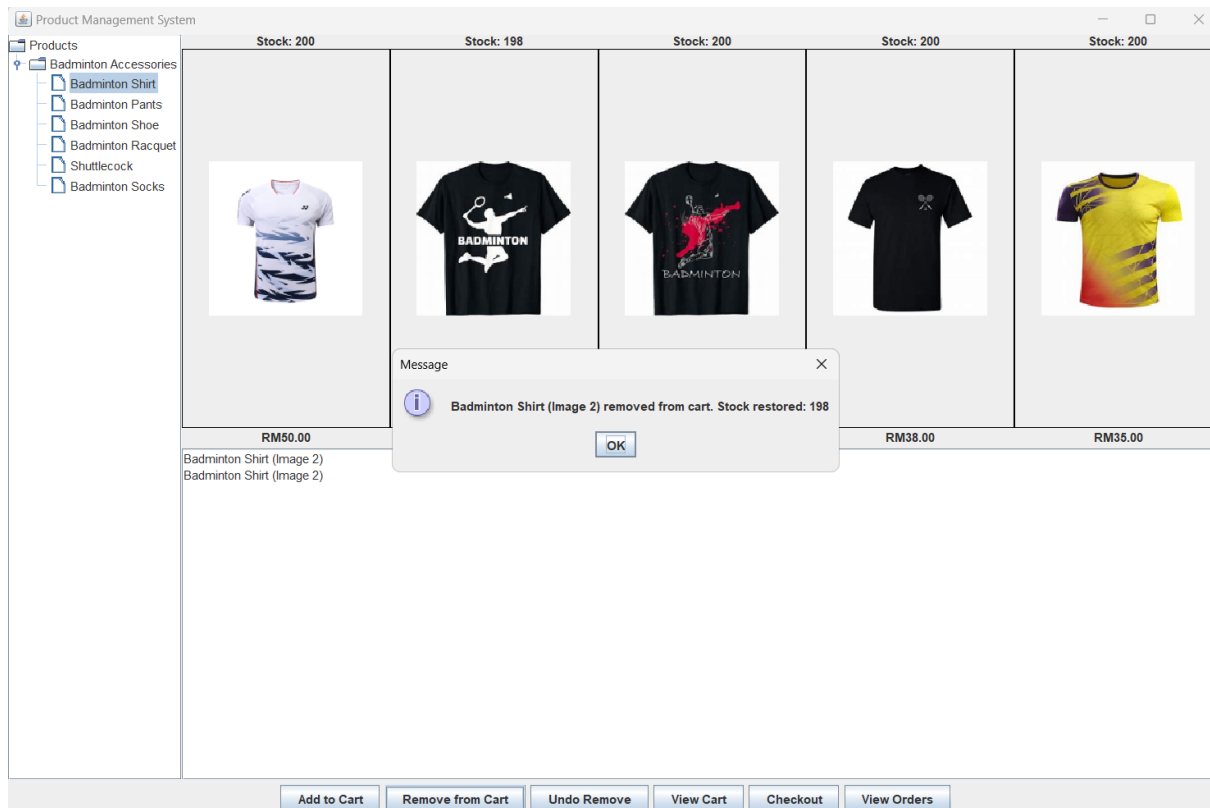 Product Management System
Products
Badminton Accessories
Badminton Shirt
Badminton Pants
Badminton Shoe
Badminton Racquet
Shuttlecock
Badminton Socks
Stock: 200 Stock: 198 Stock: 200 Stock: 200 Stock: 200
BADMINTON
BADMINTON
Message
Badminton Shirt (Image 2) removed from cart. Stock restored: 198
OK
RM50.00 RM38.00 RM35.00
Badminton Shirt (Image 2)
Badminton Shirt (Image 2)
Add to Cart Remove from Cart Undo Remove View Cart Checkout View Orders